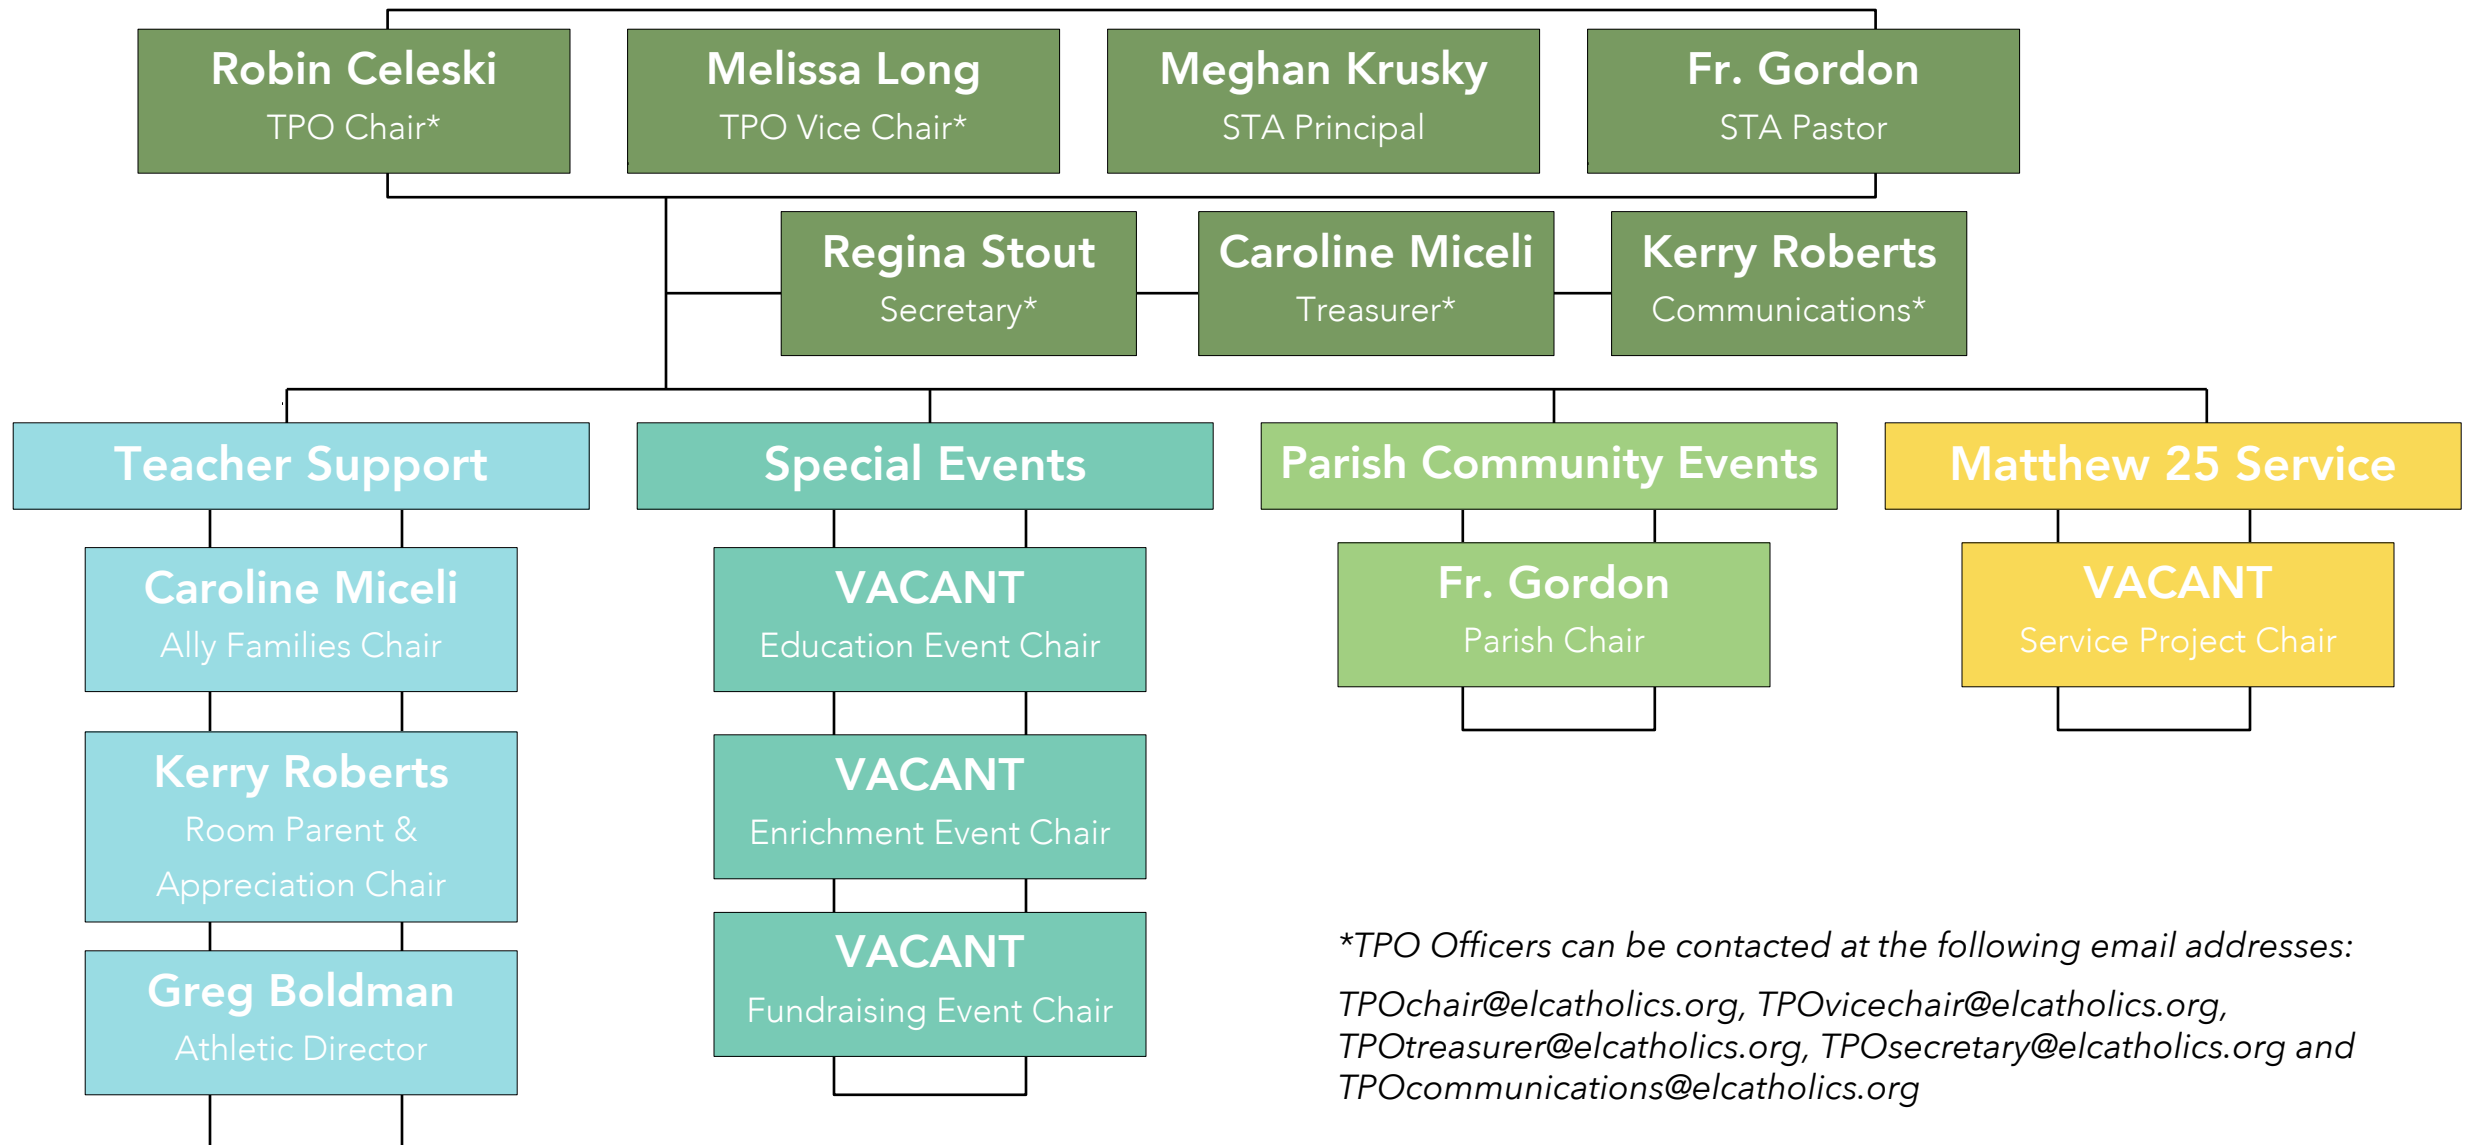 Robin Celeski
TPO Chair*
Melissa Long
TPO Vice Chair*
Meghan Krusky
STA Principal
Fr. Gordon
STA Pastor
Regina Stout
Secretary*
Caroline Miceli
Treasurer*
Kerry Roberts
Communications*
Teacher Support
Caroline Miceli
Ally Families Chair
Kerry Roberts
Room Parent &
Appreciation Chair
Greg Boldman
Athletic Director
Special Events
VACANT
Education Event Chair
VACANT
Enrichment Event Chair
VACANT
Fundraising Event Chair
Parish Community Events
Fr. Gordon
Parish Chair
Matthew 25 Service
VACANT
Service Project Chair
*TPO Officers can be contacted at the following email addresses:
TPOchair@elcatholics.org, TPOvicechair@elcatholics.org,
TPOtreasurer@elcatholics.org, TPOsecretary@elcatholics.org and
TPOcommunications@elcatholics.org